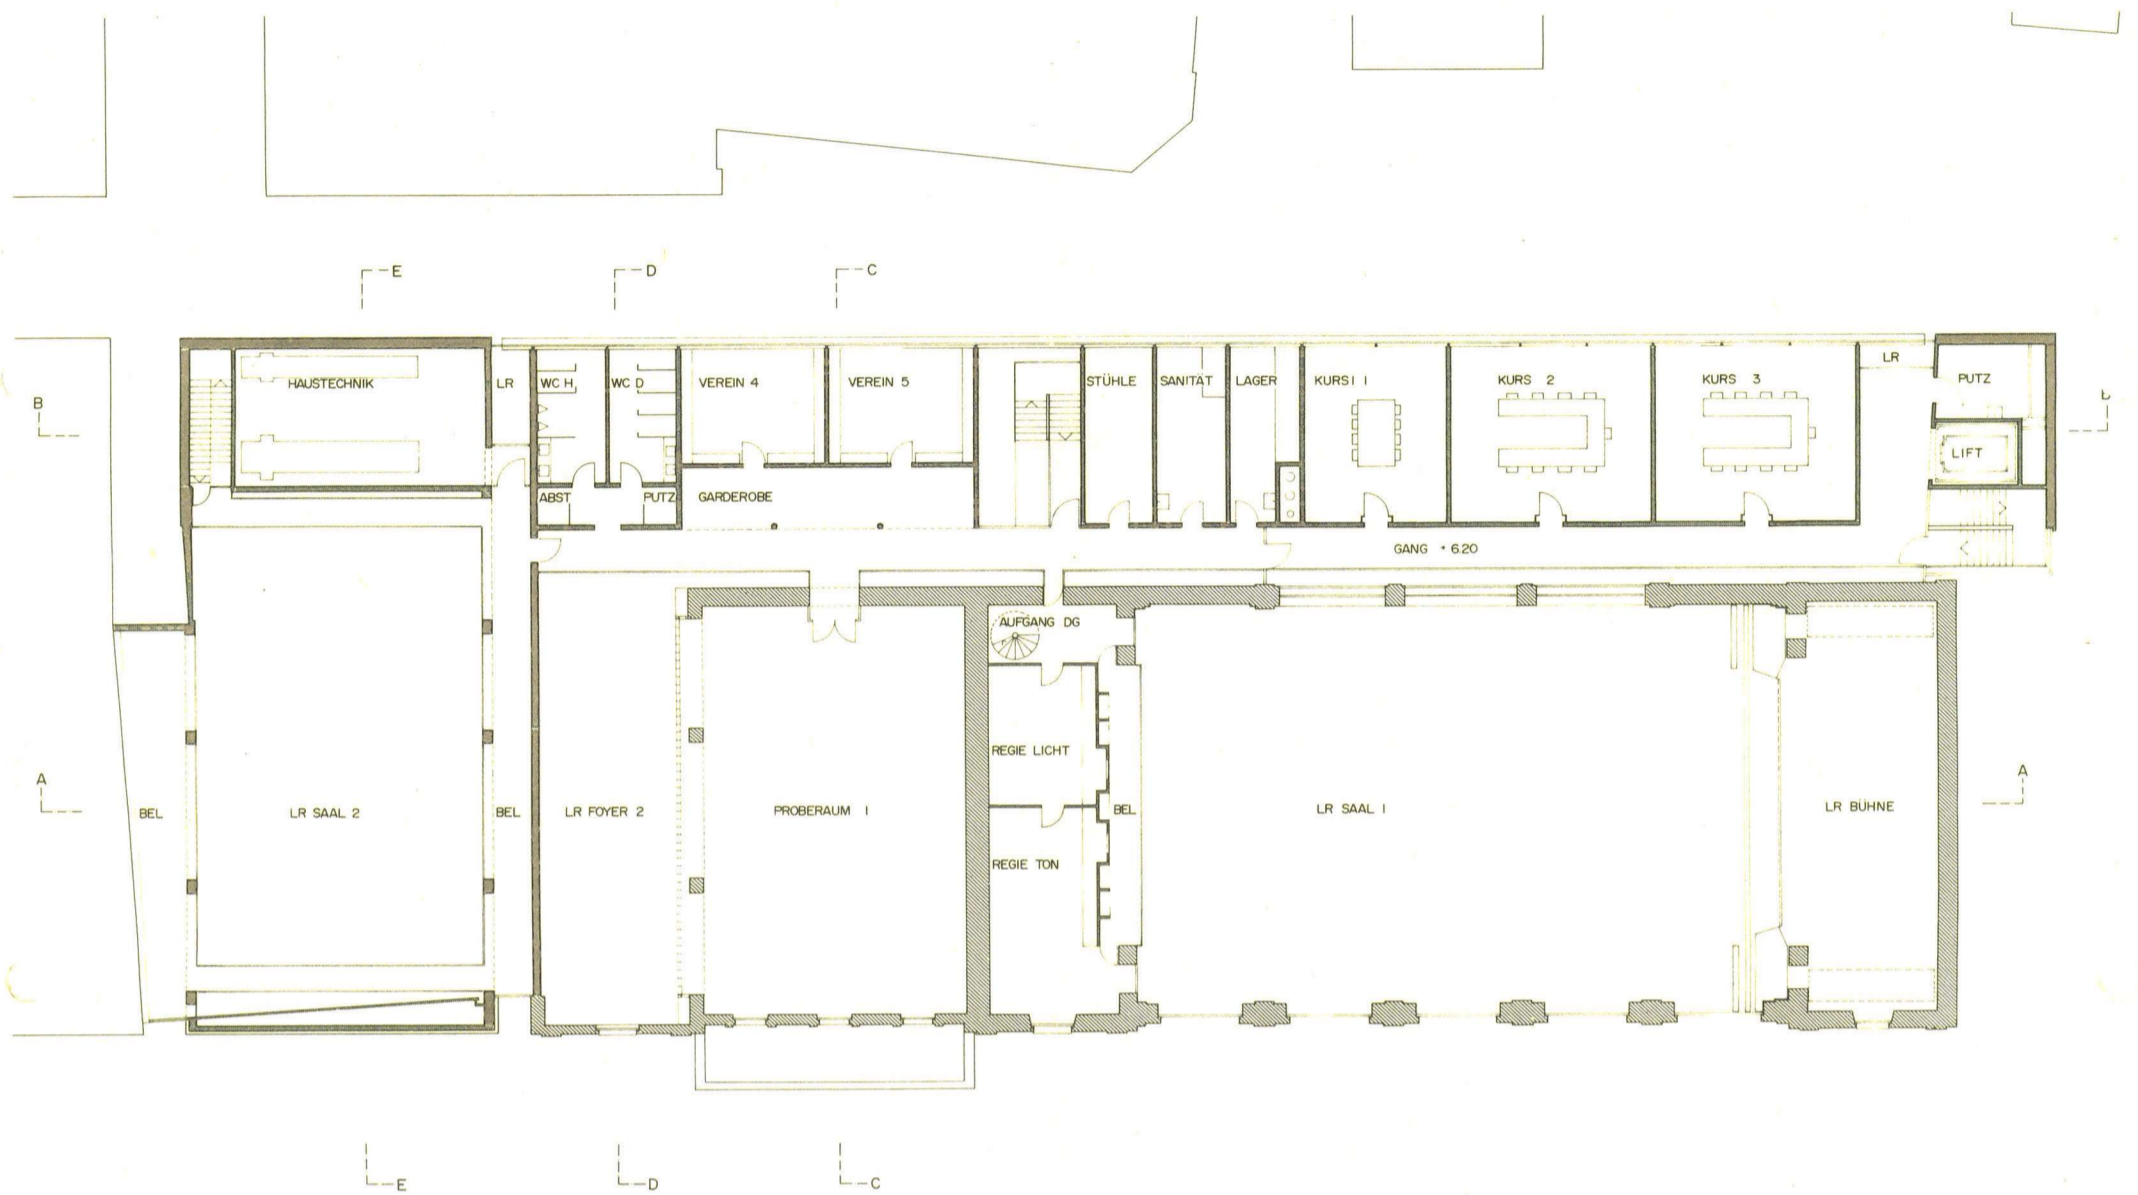 E
D
C
HAUSTECHNIK
LR
WC H
WC D
VEREIN 4
VEREIN 5
STÜHLE
SANITÄT
LAGER
KURS 1
KURS 2
KURS 3
LR
PUTZ
B
LIFT
ABST
PUTZ
GARDEROBE
GANG + 6.20
AUFGANG DG
REGIE LICHT
A
A
BEL
LR SAAL 2
BEL
LR FOYER 2
PROBERAUM 1
BEL
LR SAAL 1
LR BÜHNE
REGIE TON
E
D
C